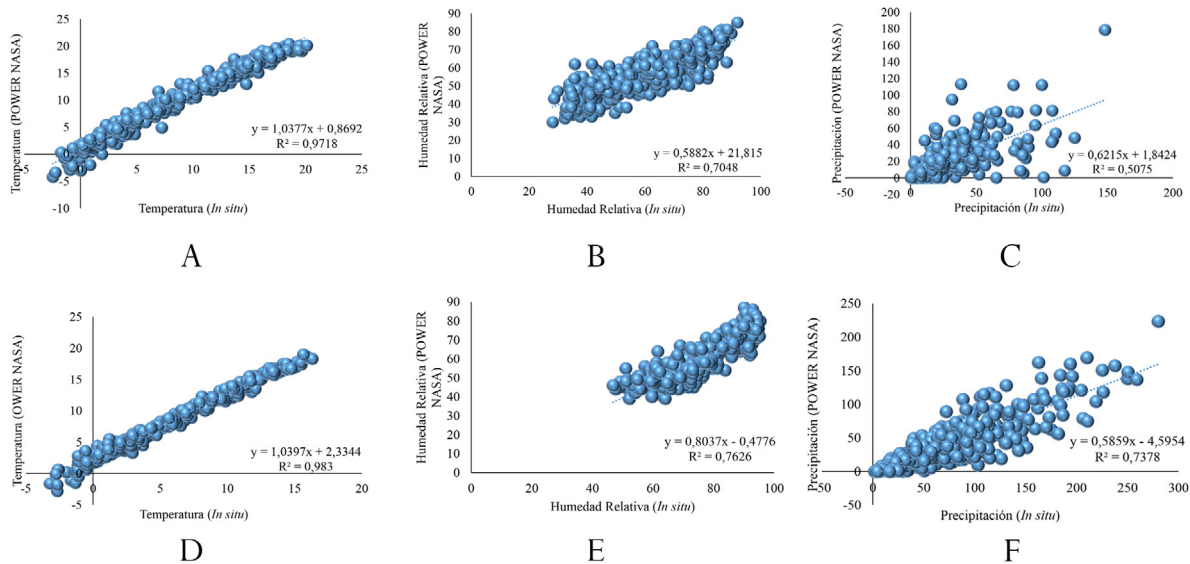 Temperatura (POWER NASA)
25
20
15
10
5
0
-5
-10
-5
0
5
10
15
20
25
y = 1,0377x + 0,8692
R² = 0,9718
Temperatura (In situ)
A
Humedad Relativa (POWER
NASA)
90
80
70
60
50
40
30
20
10
0
0
20
40
60
80
100
y = 0,5882x + 21,815
R² = 0,7048
Humedad Relativa (In situ)
B
Precipitación (POWER NASA)
200
180
160
140
120
100
80
60
40
20
0
-20
-50
0
50
100
150
200
y = 0,6215x + 1,8424
R² = 0,5075
Precipitación (In situ)
C
Temperatura (OWER NASA)
25
20
15
10
5
0
-5
-5
0
5
10
15
20
y = 1,0397x + 2,3344
R² = 0,983
Temperatura (In situ)
D
Humedad Relativa (POWER
NASA)
90
80
70
60
50
40
30
20
10
0
0
20
40
60
80
100
y = 0,8037x - 0,4776
R² = 0,7626
Humedad Relativa (In situ)
E
Precipitación (POWER NASA)
250
200
150
100
50
0
-50
-50
0
50
100
150
200
250
300
y = 0,5859x - 4,5954
R² = 0,7378
Precipitación (In situ)
F